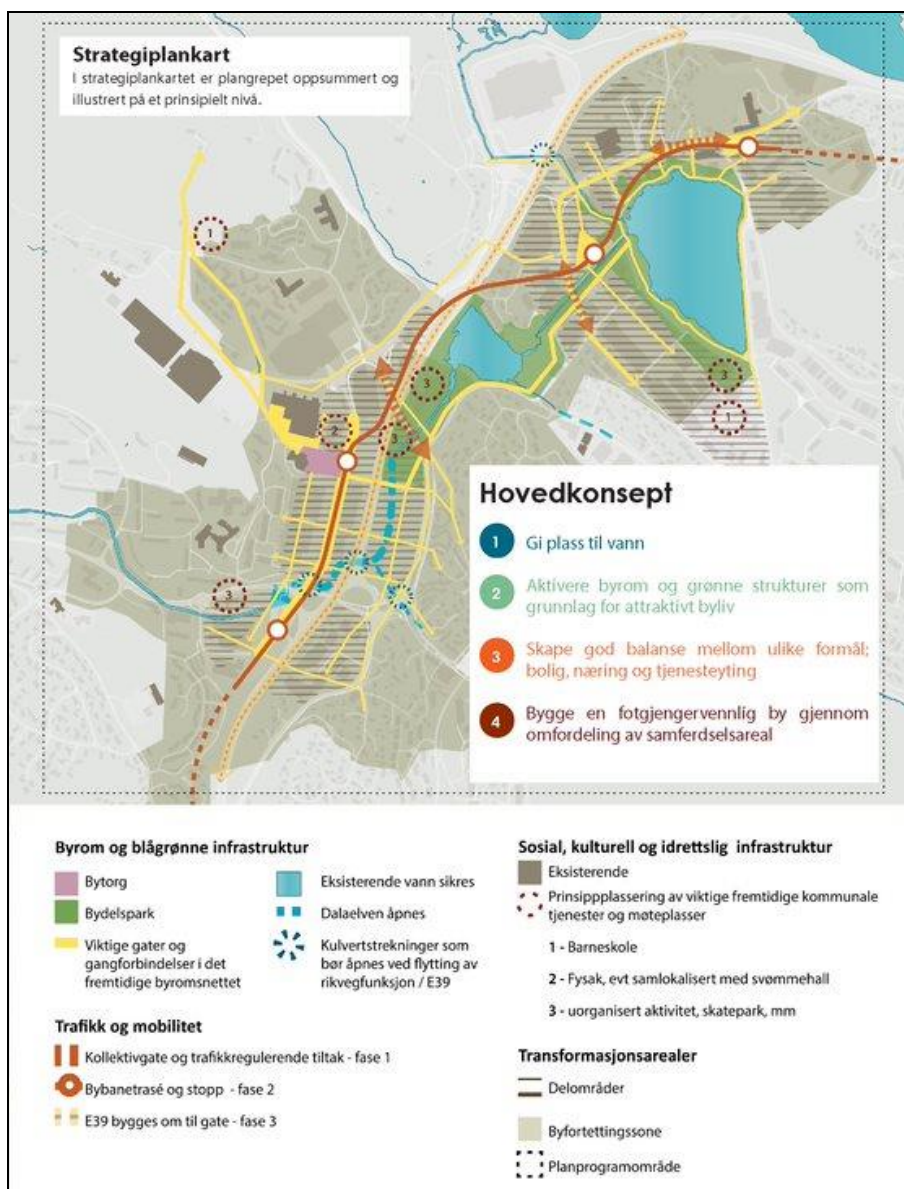 Strategiplankart
I strategiplankartet er plangrepet oppsummert og
illustrert på et prinsipielt nivå.
1
3
3
1
2
3
3
Hovedkonsept
1 Gi plass til vann
2 Aktivere byrom og grønne strukturer som
grunnlag for attraktivt byliv
3 Skape god balanse mellom ulike formål;
bolig, næring og tjenesteyting
4 Bygge en fotgjengervennlig by gjennom
omfordeling av samferdselsareal
Byrom og blågrønne infrastruktur
Bytorg
Bydelspark
Viktige gater og
gangforbindelser i det
fremtidige byromsnettet
Eksisterende vann sikres
Dalaelven åpnes
Kulvertstrekninger som
bør åpnes ved flytting av
rikvegfunksjon / E39
Trafikk og mobilitet
Kollektivgate og trafikkregulerende tiltak - fase 1
Bybanetrasé og stopp - fase 2
E39 bygges om til gate - fase 3
Sosial, kulturell og idrettslig infrastruktur
Eksisterende
Prinsippplassering av viktige fremtidige kommunale
tjenester og møteplasser
1 - Barneskole
2 - Fysak, evt samlokalisert med svømmehall
3 - uorganisert aktivitet, skatepark, mm
Transformasjonsarealer
Delområder
Byfortettingssone
Planprogramområde